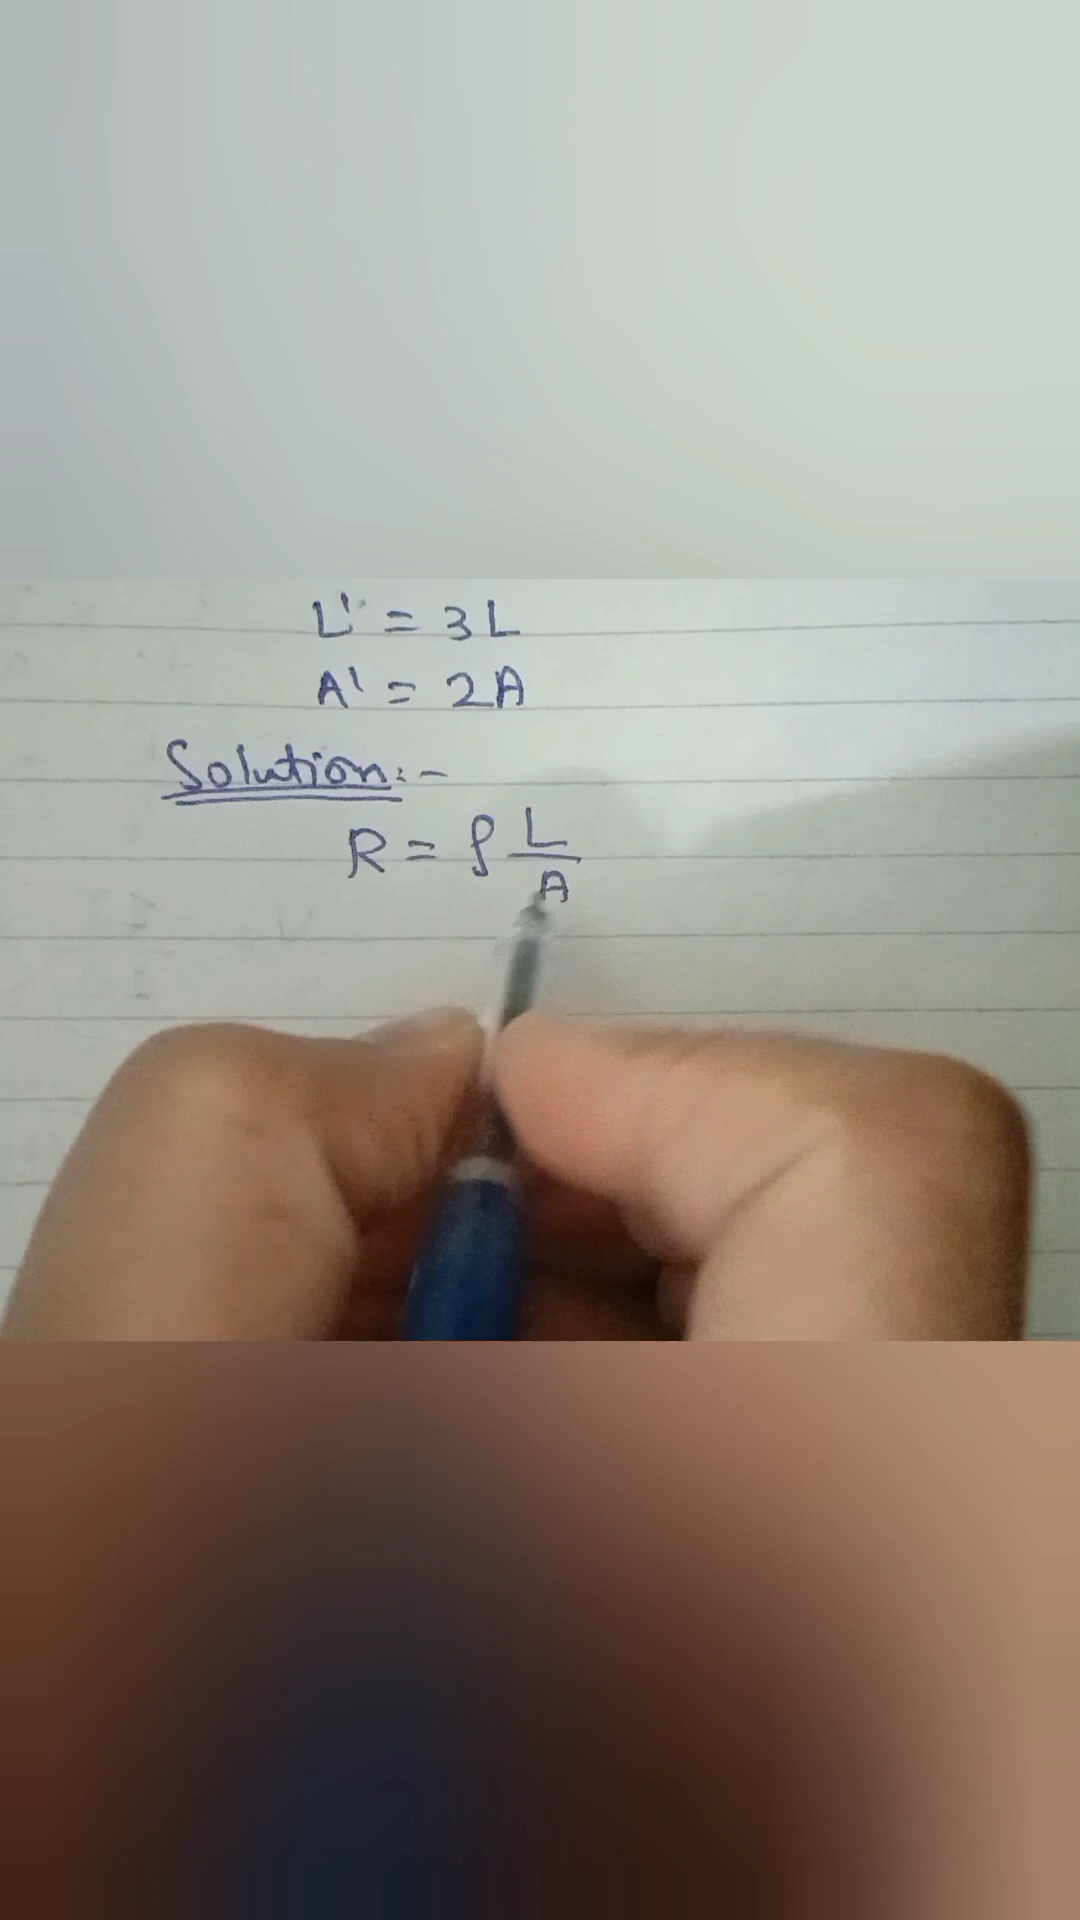 L' = 3L
A' = 2A
Solution:-
R = ρ L/A